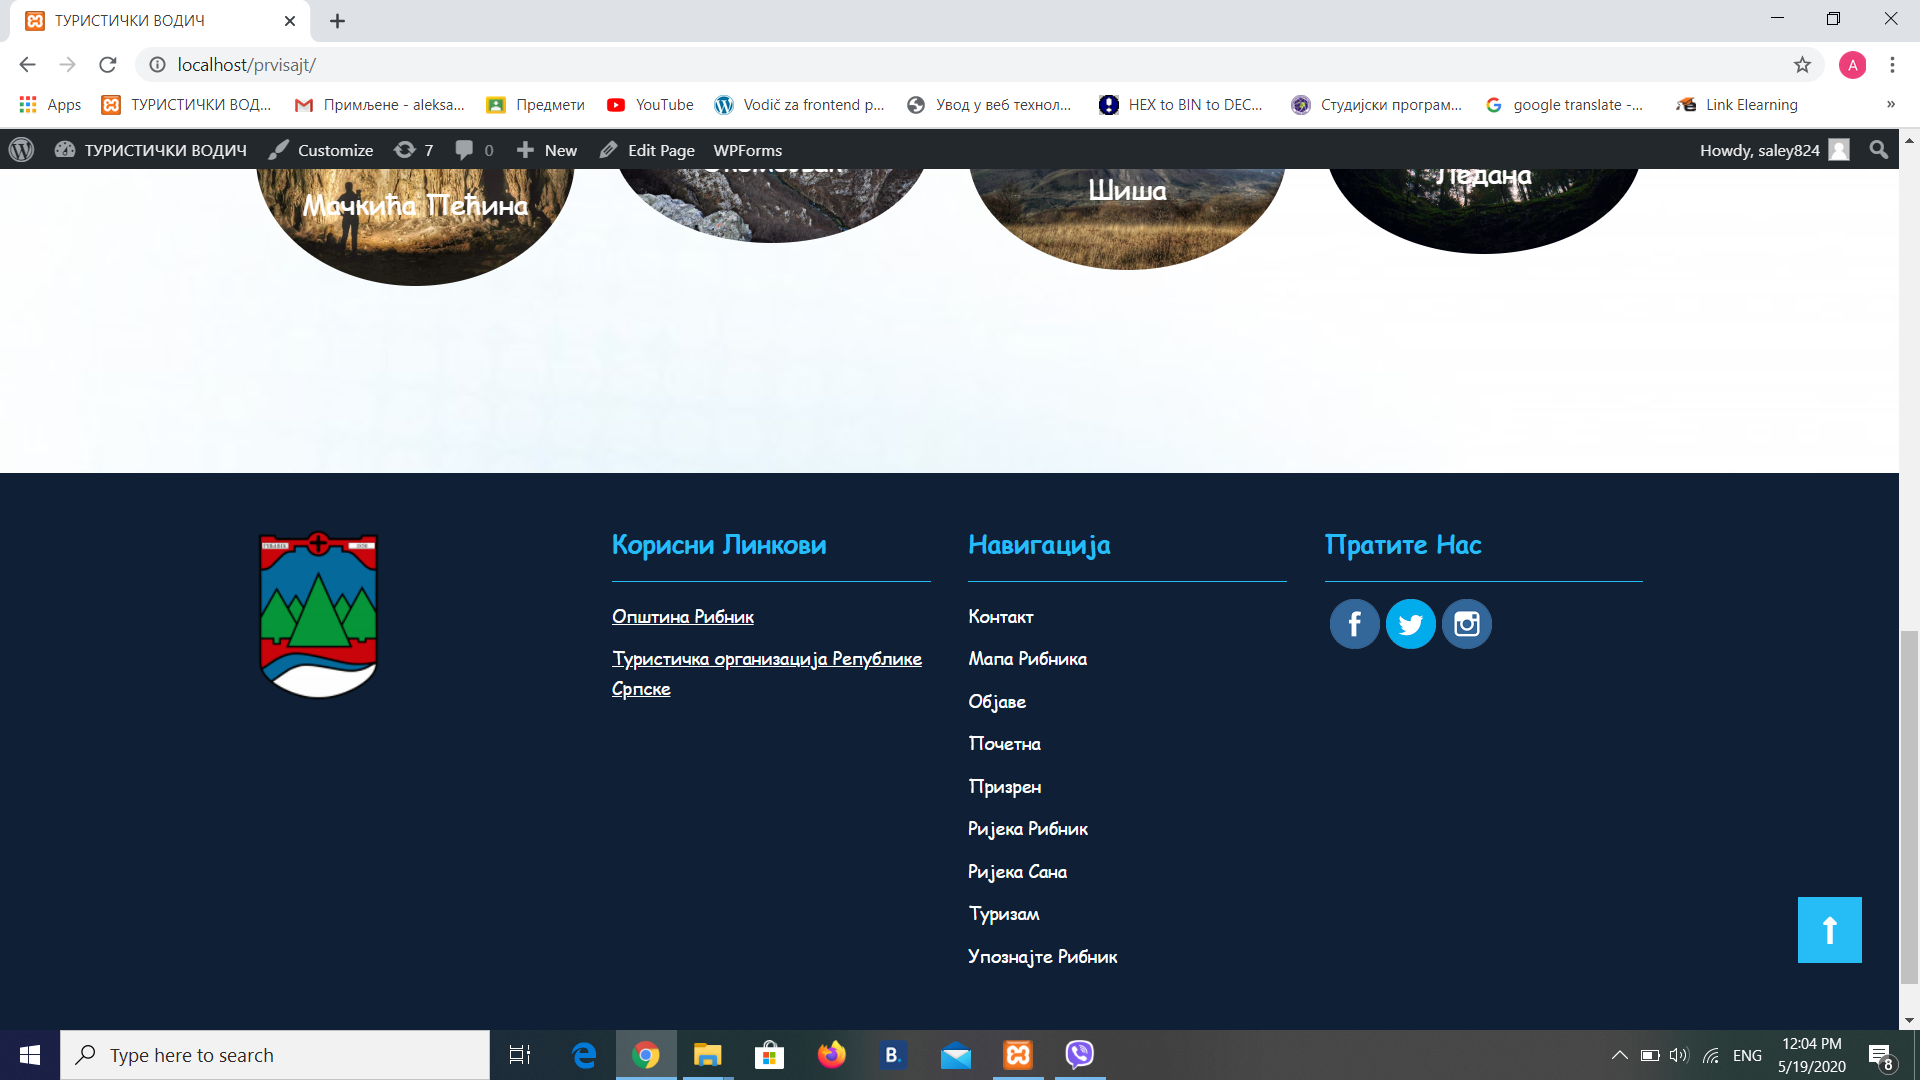 ТУРИСТИЧКИ ВОДИЧ
localhost/prvisajt/
A
Apps
ТУРИСТИЧКИ ВОД...
Примљене - aleksa...
Предмети
YouTube
Vodič za frontend p...
Увод у веб технол...
HEX to BIN to DEC...
Студијски програм...
google translate -...
Link Elearning
»
ТУРИСТИЧКИ ВОДИЧ
Customize
7
0
New
Edit Page
WPForms
Howdy, saley824
Мачкића Пећина
Шиша
Ледана
Корисни Линкови
Општина Рибник
Туристичка организација Републике
Српске
Навигација
Контакт
Мапа Рибника
Објаве
Почетна
Призрен
Ријека Рибник
Ријека Сана
Туризам
Упознајте Рибник
Пратите Нас
Type here to search
B.
ENG
12:04 PM
5/19/2020
8